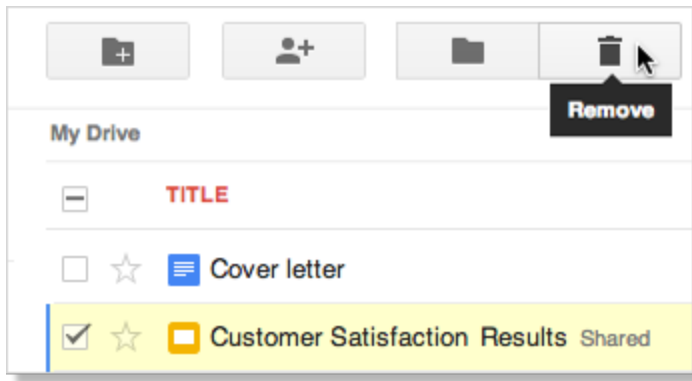 Remove
My Drive
TITLE
Cover letter
Customer Satisfaction Results Shared